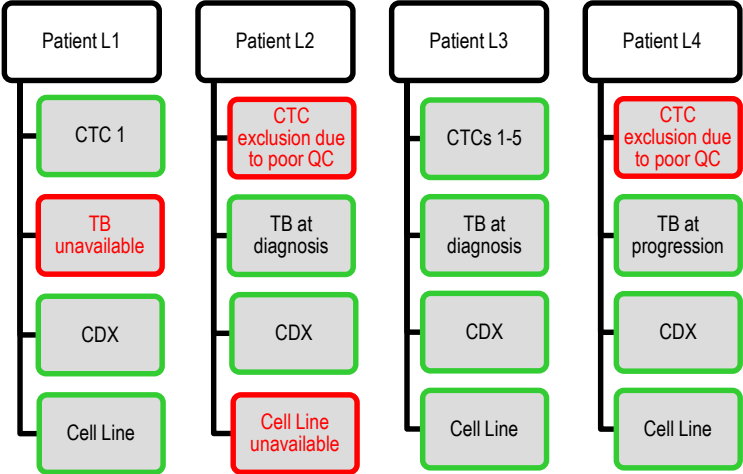 Patient L1
CTC 1
TB
unavailable
CDX
Cell Line
Patient L2
CTC
exclusion due
to poor QC
TB at
diagnosis
CDX
Cell Line
unavailable
Patient L3
CTCs 1-5
TB at
diagnosis
CDX
Cell Line
Patient L4
CTC
exclusion due
to poor QC
TB at
progression
CDX
Cell Line